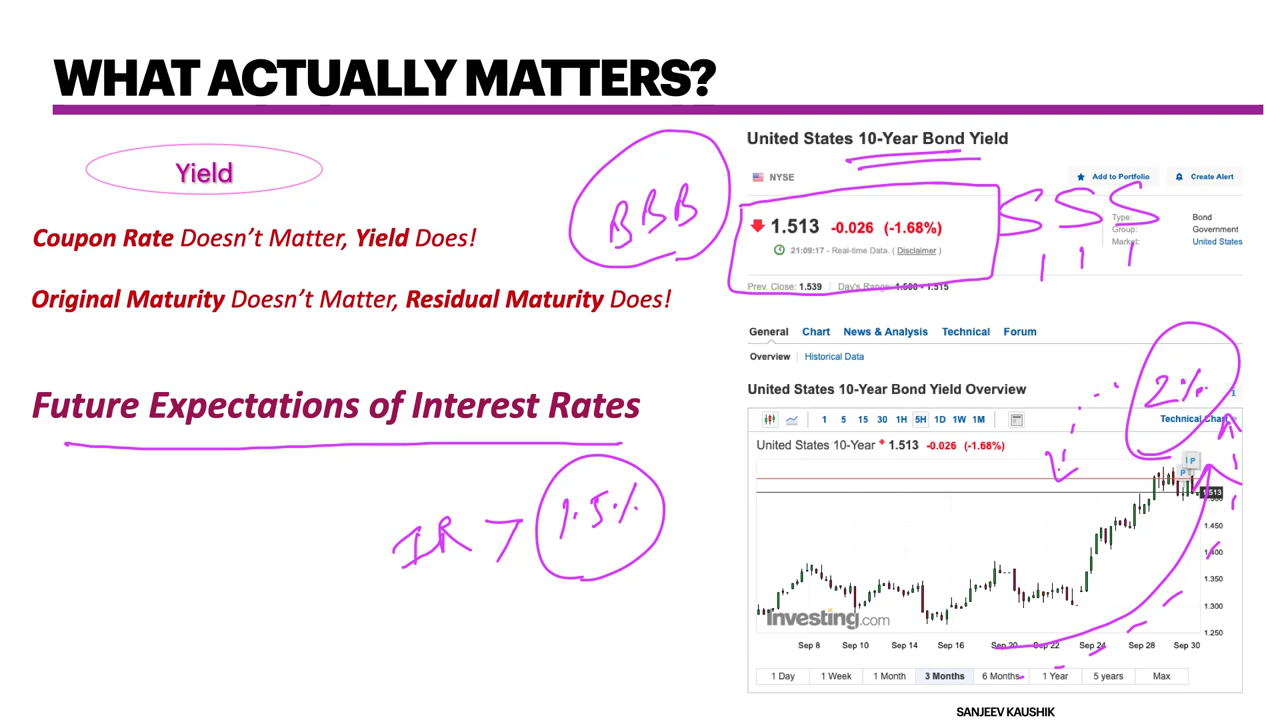 WHAT ACTUALLY MATTERS?
Yield
Coupon Rate Doesn't Matter, Yield Does!
Original Maturity Doesn't Matter, Residual Maturity Does!
Future Expectations of Interest Rates
IR > 1.5%
BBB
United States 10-Year Bond Yield
NYSE
Add to Portfolio
Create Alert
1.513 -0.026 (-1.68%)
21:09:17 - Real-time Data. ( Disclaimer )
SSS
Type: Bond
Group: Government
Market: United States
Prev. Close: 1.539 Day's Range: 1.506 - 1.515
General Chart News & Analysis Technical Forum
Overview Historical Data
2%
United States 10-Year Bond Yield Overview
1 5 15 30 1H 5H 1D 1W 1M
Technical Chart
United States 10-Year 1.513 -0.026 (-1.68%)
P
P
1.513
1.500
1.450
1.400
1.350
1.300
1.250
Investing.com
Sep 8 Sep 10 Sep 14 Sep 16 Sep 20 Sep 22 Sep 24 Sep 28 Sep 30
1 Day 1 Week 1 Month 3 Months 6 Months 1 Year 5 years Max
SANJEEV KAUSHIK